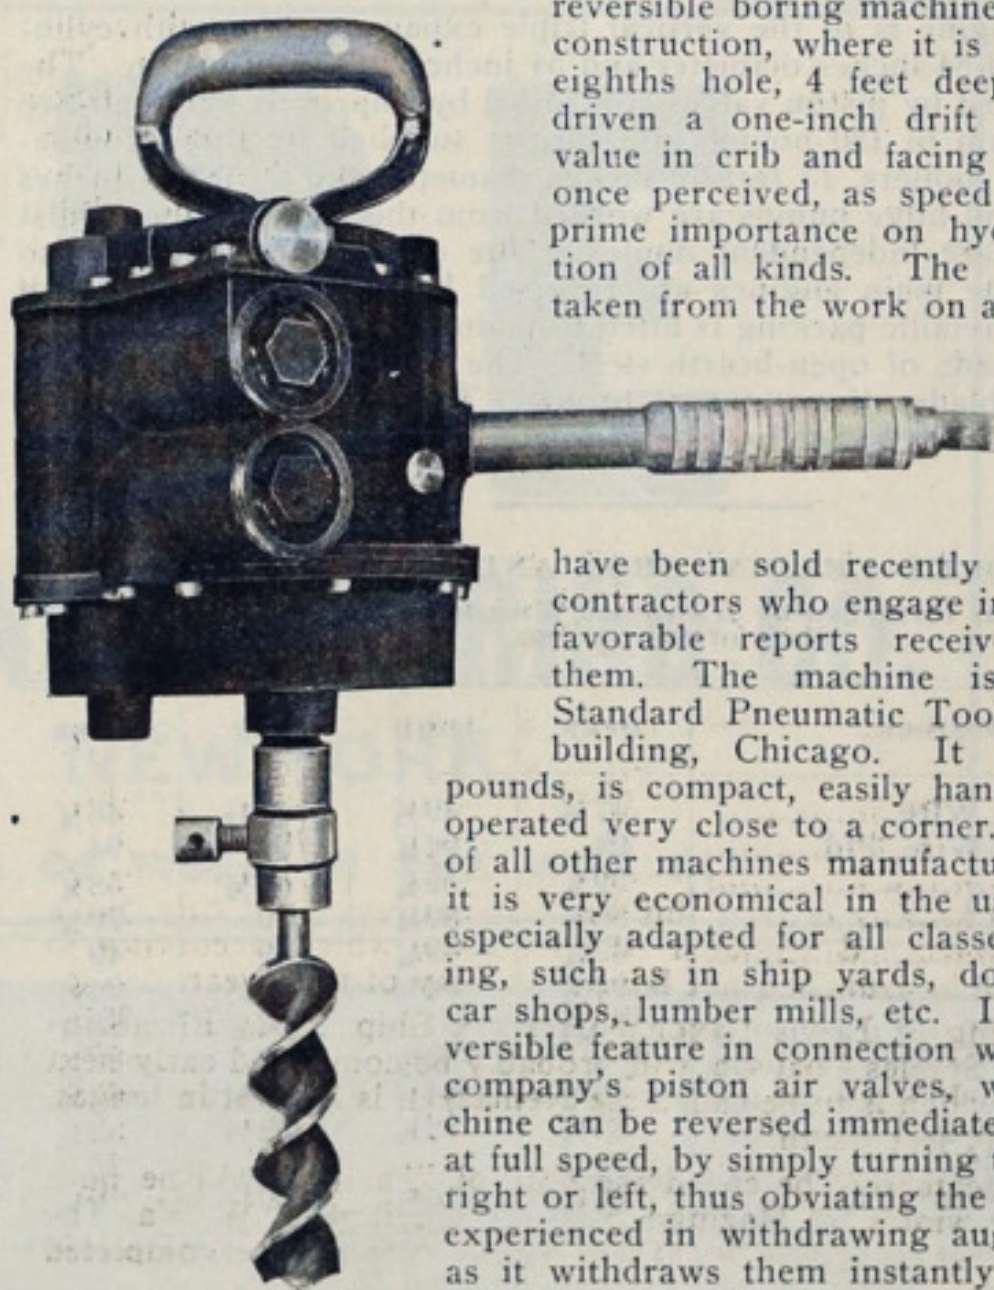 reversible boring machine
construction, where it is
eighths hole, 4 feet deep
driven a one-inch drift
value in crib and facing
once perceived, as speed
prime importance on hyd
tion of all kinds. The
taken from the work on a
have been sold recently
contractors who engage in
favorable reports receive
them. The machine is
Standard Pneumatic Too
building, Chicago. It
pounds, is compact, easily han
operated very close to a corner.
of all other machines manufactu
it is very economical in the u
especially adapted for all classe
ing, such as in ship yards, do
car shops, lumber mills, etc. I
versible feature in connection w
company's piston air valves, w
chine can be reversed immediate
at full speed, by simply turning t
right or left, thus obviating the
experienced in withdrawing aug
as it withdraws them instantly